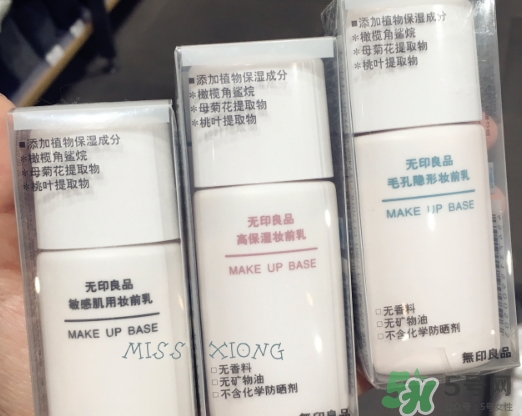 ■添加植物保湿成分
*橄榄角鲨烷
*母菊花提取物
*桃叶提取物
无印良品
敏感肌用妆前乳
MAKE UP BASE
■添加植物保湿成分
*橄榄角鲨烷
*母菊花提取物
*桃叶提取物
无印良品
高保湿妆前乳
MAKE UP BASE
□无香料
□无矿物油
□不含化学防晒剂
無印良品
■添加植物保湿成分
*橄榄角鲨烷
*母菊花提取物
*桃叶提取物
无印良品
毛孔隐形妆前乳
MAKE UP BASE
□无香料
□无矿物油
□不含化学防晒剂
無印良品
MISS XIONG
5号网